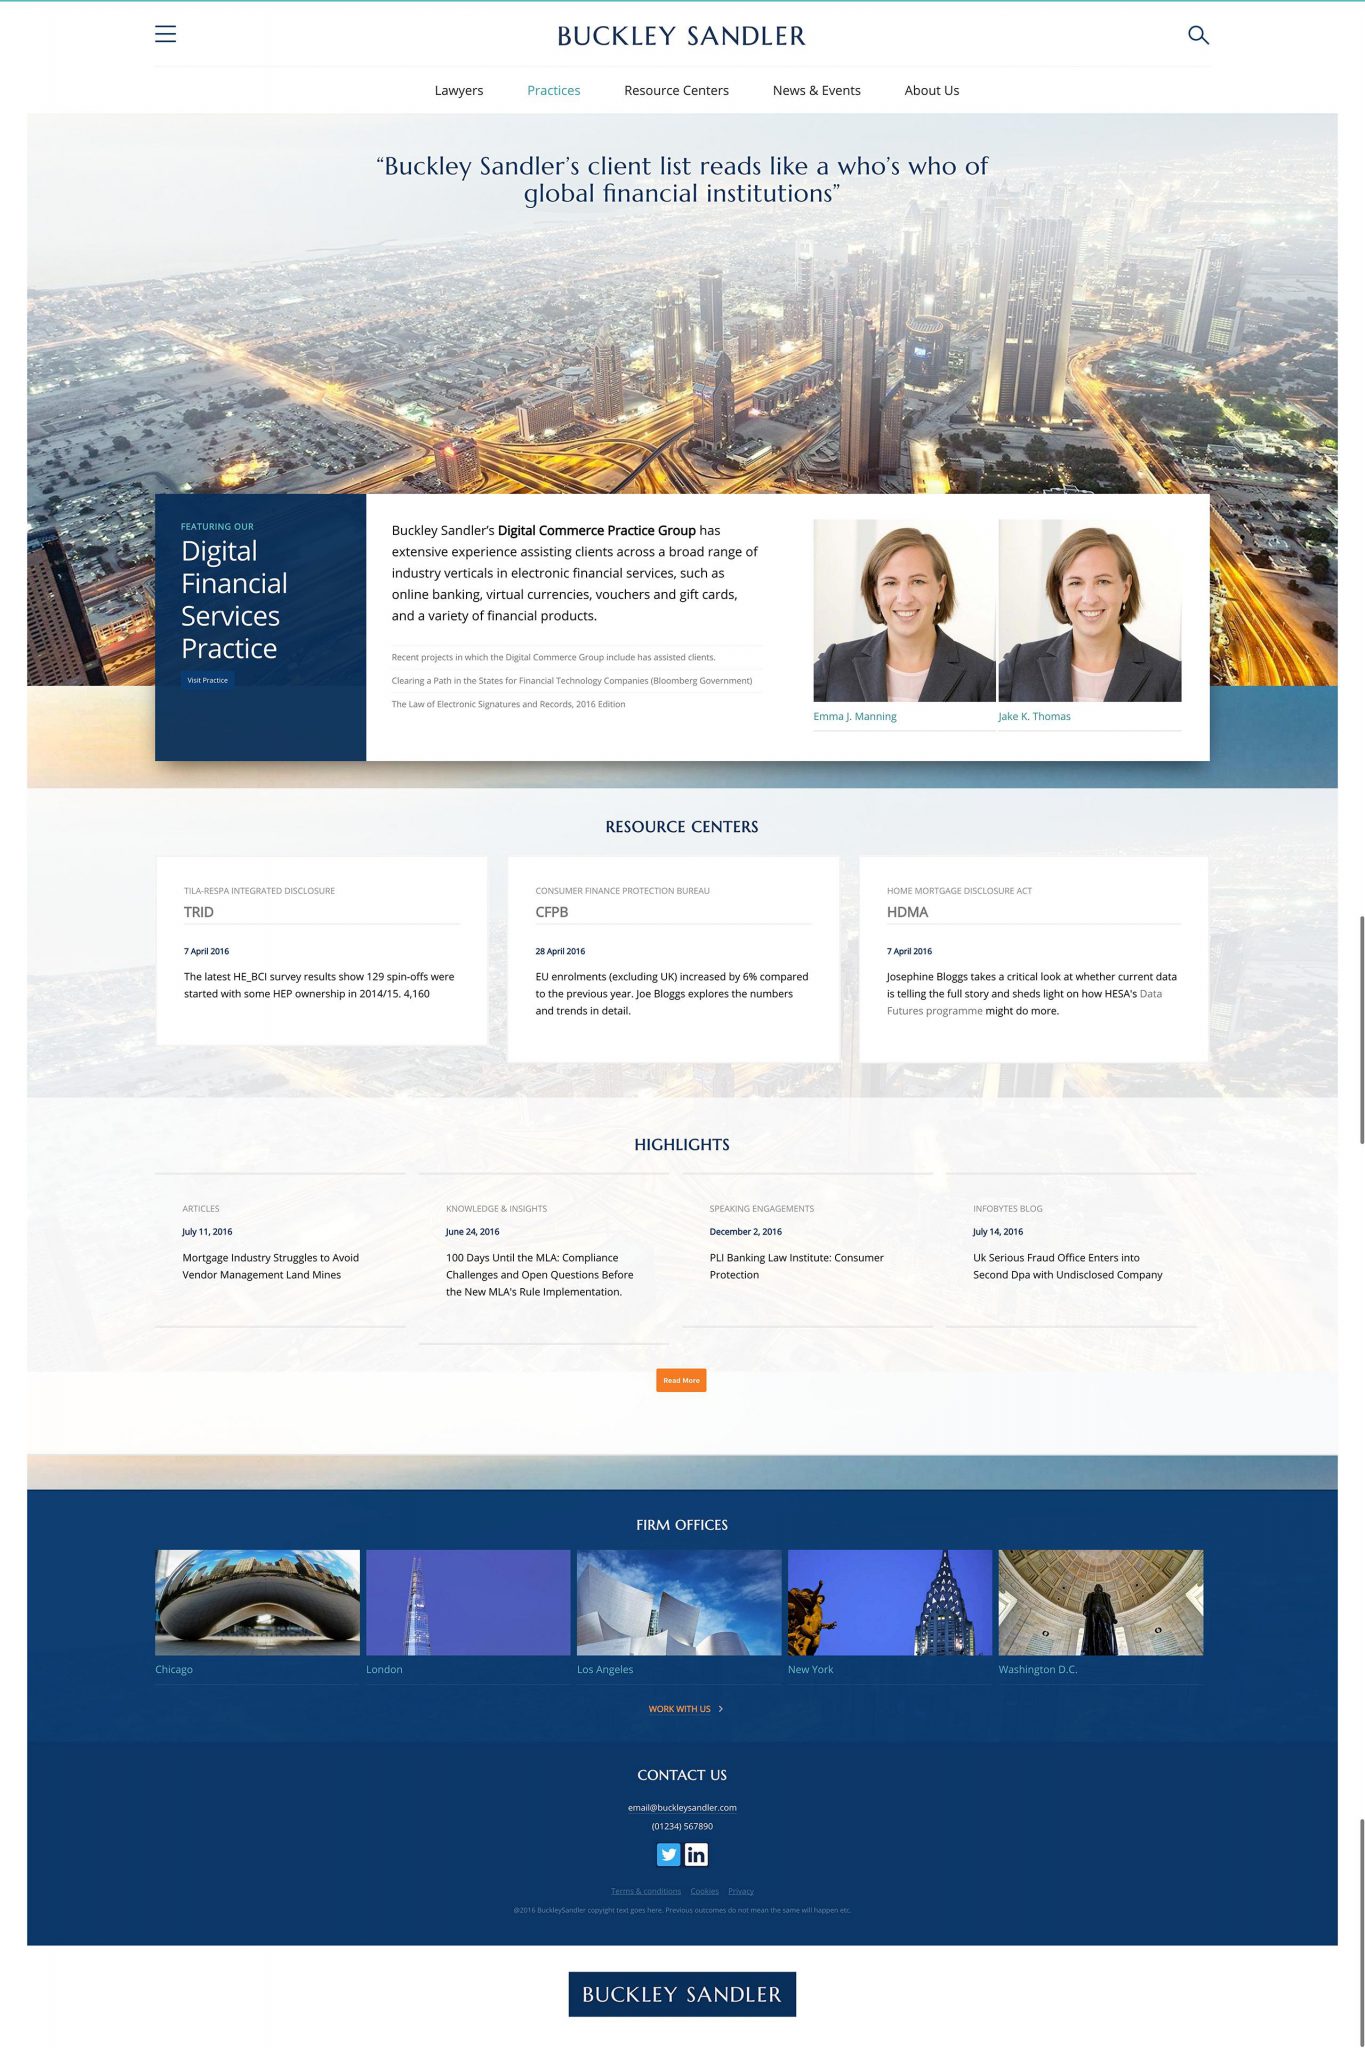 BUCKLEY SANDLER
Lawyers Practices Resource Centers News & Events About Us
“Buckley Sandler’s client list reads like a who’s who of
global financial institutions”
FEATURING OUR
Digital
Financial
Services
Practice
Visit Practice
Buckley Sandler’s Digital Commerce Practice Group has
extensive experience assisting clients across a broad range of
industry verticals in electronic financial services, such as
online banking, virtual currencies, vouchers and gift cards,
and a variety of financial products.
Recent projects in which the Digital Commerce Group include has assisted clients.
Clearing a Path in the States for Financial Technology Companies (Bloomberg Government)
The Law of Electronic Signatures and Records, 2016 Edition
Emma J. Manning
Jake K. Thomas
RESOURCE CENTERS
TILA-RESPA INTEGRATED DISCLOSURE
TRID
7 April 2016
The latest HE_BCI survey results show 129 spin-offs were
started with some HEP ownership in 2014/15. 4,160
CONSUMER FINANCE PROTECTION BUREAU
CFPB
28 April 2016
EU enrolments (excluding UK) increased by 6% compared
to the previous year. Joe Bloggs explores the numbers
and trends in detail.
HOME MORTGAGE DISCLOSURE ACT
HDMA
7 April 2016
Josephine Bloggs takes a critical look at whether current data
is telling the full story and sheds light on how HESA's Data
Futures programme might do more.
HIGHLIGHTS
ARTICLES
July 11, 2016
Mortgage Industry Struggles to Avoid
Vendor Management Land Mines
KNOWLEDGE & INSIGHTS
June 24, 2016
100 Days Until the MLA: Compliance
Challenges and Open Questions Before
the New MLA's Rule Implementation.
SPEAKING ENGAGEMENTS
December 2, 2016
PLI Banking Law Institute: Consumer
Protection
INFOBYTES BLOG
July 14, 2016
Uk Serious Fraud Office Enters into
Second Dpa with Undisclosed Company
Read More
FIRM OFFICES
Chicago
London
Los Angeles
New York
Washington D.C.
WORK WITH US
CONTACT US
email@buckleysandler.com
(01234) 567890
in
Terms & conditions Cookies Privacy
@2016 BuckleySandler copyight text goes here. Previous outcomes do not mean the same will happen etc.
BUCKLEY SANDLER